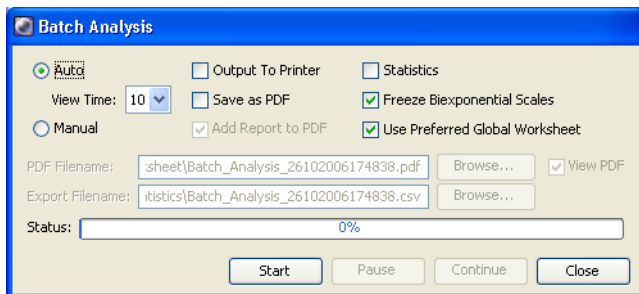 Batch Analysis
Auto Output To Printer Statistics
View Time: 10 Save as PDF Freeze Biexponential Scales
Manual Add Report to PDF Use Preferred Global Worksheet
PDF Filename: :sheet\Batch_Analysis_26102006174838.pdf Browse... View PDF
Export Filename: itistics\Batch_Analysis_26102006174838.csv Browse...
Status: 0%
Start Pause Continue Close